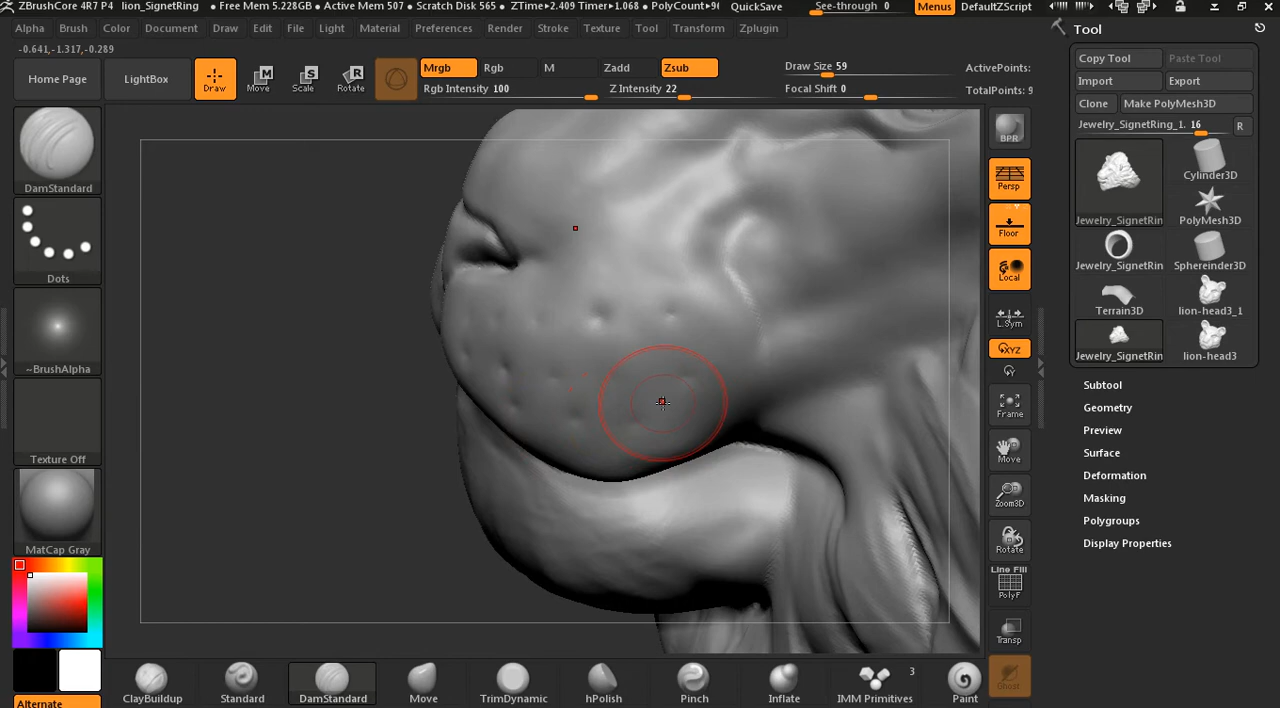 ZBrushCore 4R7 P4 lion_SignetRing • Free Mem 5.228GB • Active Mem 507 • Scratch Disk 565 • ZTime▸2.409 Timer▸1.068 • PolyCount▸9 QuickSave See-through 0 Menus DefaultZScript
Alpha Brush Color Document Draw Edit File Layer Light Material Preferences Render Stroke Texture Tool Transform Zplugin
-0.641,-1.317,-0.289
Home Page
LightBox
Draw
Move
Scale
Rotate
Mrgb Rgb M Zadd Zsub
Rgb Intensity 100 Z Intensity 22
Draw Size 59
Focal Shift 0
ActivePoints:
TotalPoints: 9
DamStandard
Dots
~BrushAlpha
Texture Off
MatCap Gray
Alternate
BPR
Persp
Floor
Local
L.Sym
XYZ
Frame
Move
Zoom3D
Rotate
Line Fill
PolyF
Transp
Ghost
Tool
Copy Tool Paste Tool
Import Export
Clone Make PolyMesh3D
Jewelry_SignetRing_1. 16 R
Cylinder3D
Jewelry_SignetRin PolyMesh3D
Jewelry_SignetRin Sphereinder3D
Terrain3D lion-head3_1
Jewelry_SignetRin lion-head3
Subtool
Geometry
Preview
Surface
Deformation
Masking
Polygroups
Display Properties
ClayBuildup Standard DamStandard Move TrimDynamic hPolish Pinch Inflate IMM Primitives 3 Paint